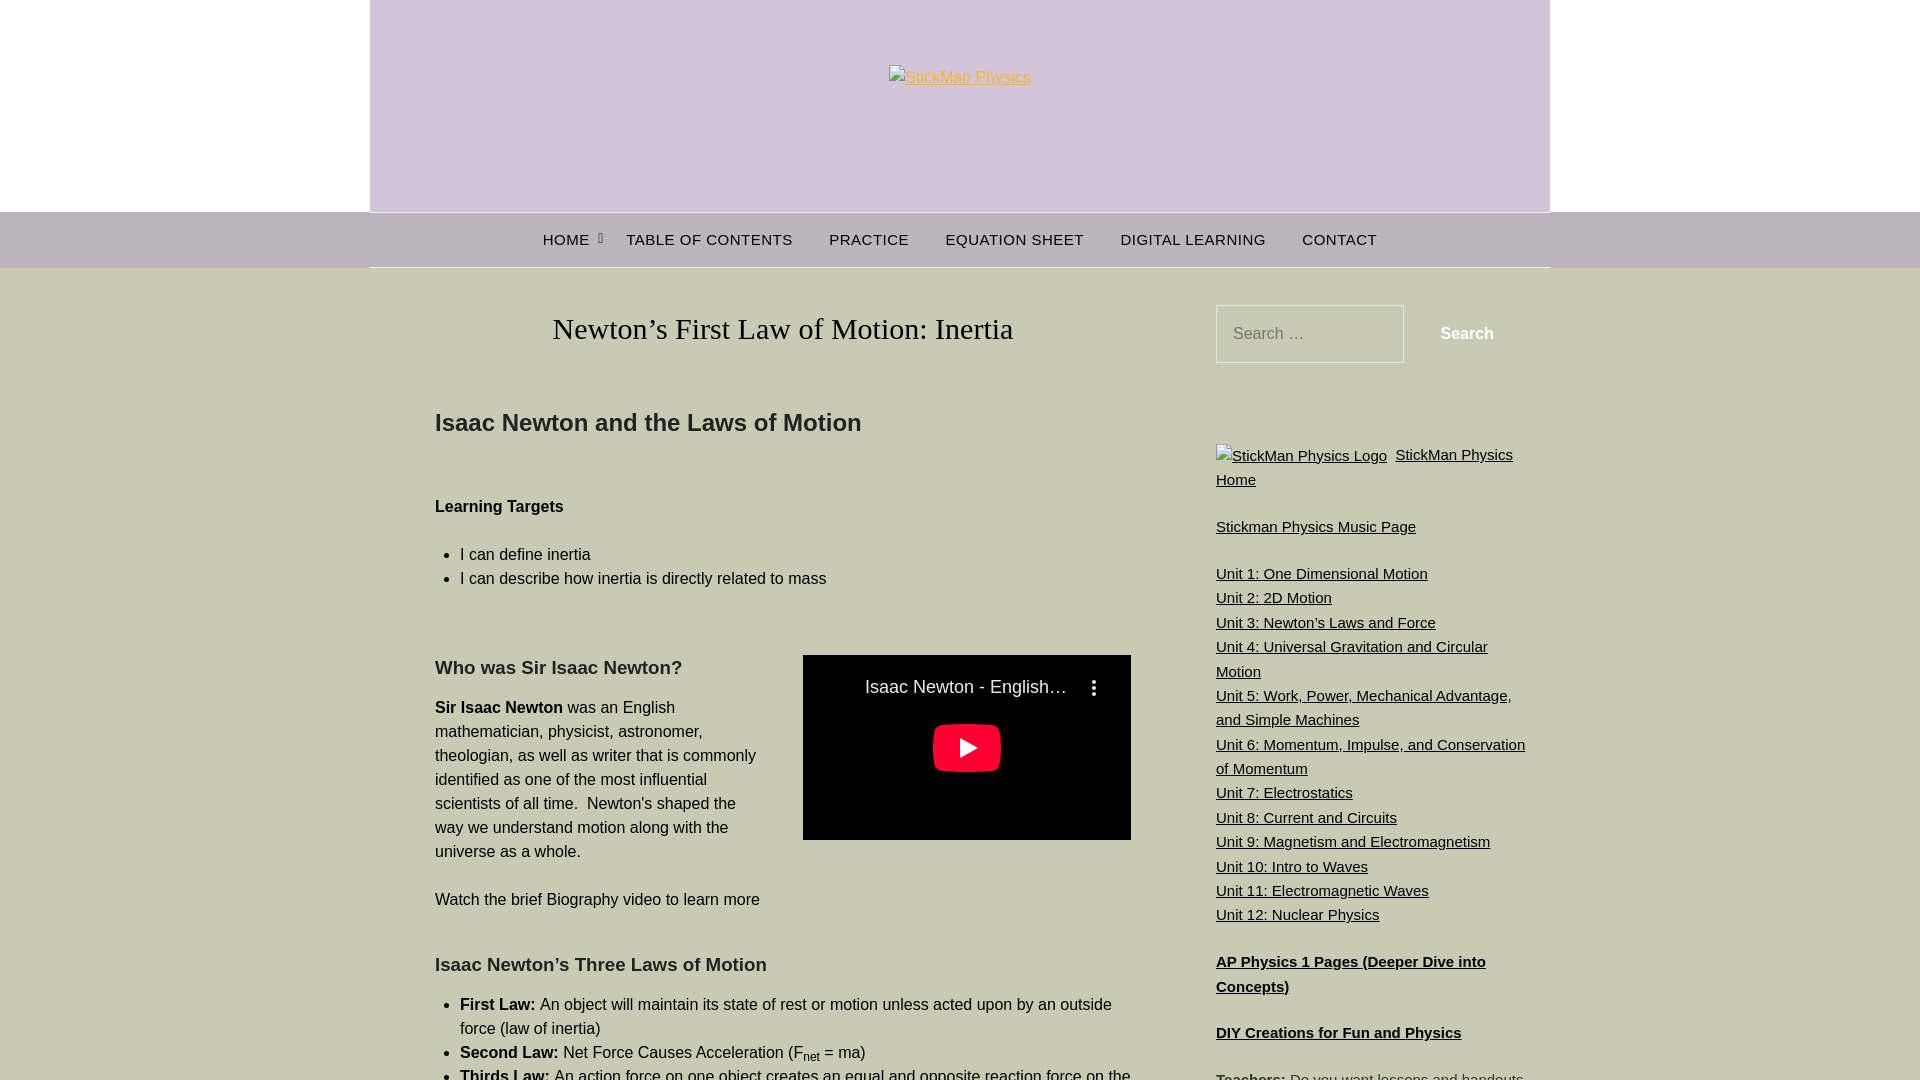 StickMan Physics
HOME TABLE OF CONTENTS PRACTICE EQUATION SHEET DIGITAL LEARNING CONTACT
Newton’s First Law of Motion: Inertia
Isaac Newton and the Laws of Motion
Learning Targets
I can define inertia
I can describe how inertia is directly related to mass
Who was Sir Isaac Newton?
Sir Isaac Newton was an English
mathematician, physicist, astronomer,
theologian, as well as writer that is commonly
identified as one of the most influential
scientists of all time.  Newton's shaped the
way we understand motion along with the
universe as a whole.
Watch the brief Biography video to learn more
Isaac Newton - English…
Isaac Newton’s Three Laws of Motion
First Law: An object will maintain its state of rest or motion unless acted upon by an outside
force (law of inertia)
Second Law: Net Force Causes Acceleration (Fnet = ma)
Thirds Law: An action force on one object creates an equal and opposite reaction force on the
Search …
Search
StickMan Physics Logo StickMan Physics
Home
Stickman Physics Music Page
Unit 1: One Dimensional Motion
Unit 2: 2D Motion
Unit 3: Newton’s Laws and Force
Unit 4: Universal Gravitation and Circular
Motion
Unit 5: Work, Power, Mechanical Advantage,
and Simple Machines
Unit 6: Momentum, Impulse, and Conservation
of Momentum
Unit 7: Electrostatics
Unit 8: Current and Circuits
Unit 9: Magnetism and Electromagnetism
Unit 10: Intro to Waves
Unit 11: Electromagnetic Waves
Unit 12: Nuclear Physics
AP Physics 1 Pages (Deeper Dive into
Concepts)
DIY Creations for Fun and Physics
Teachers: Do you want lessons and handouts